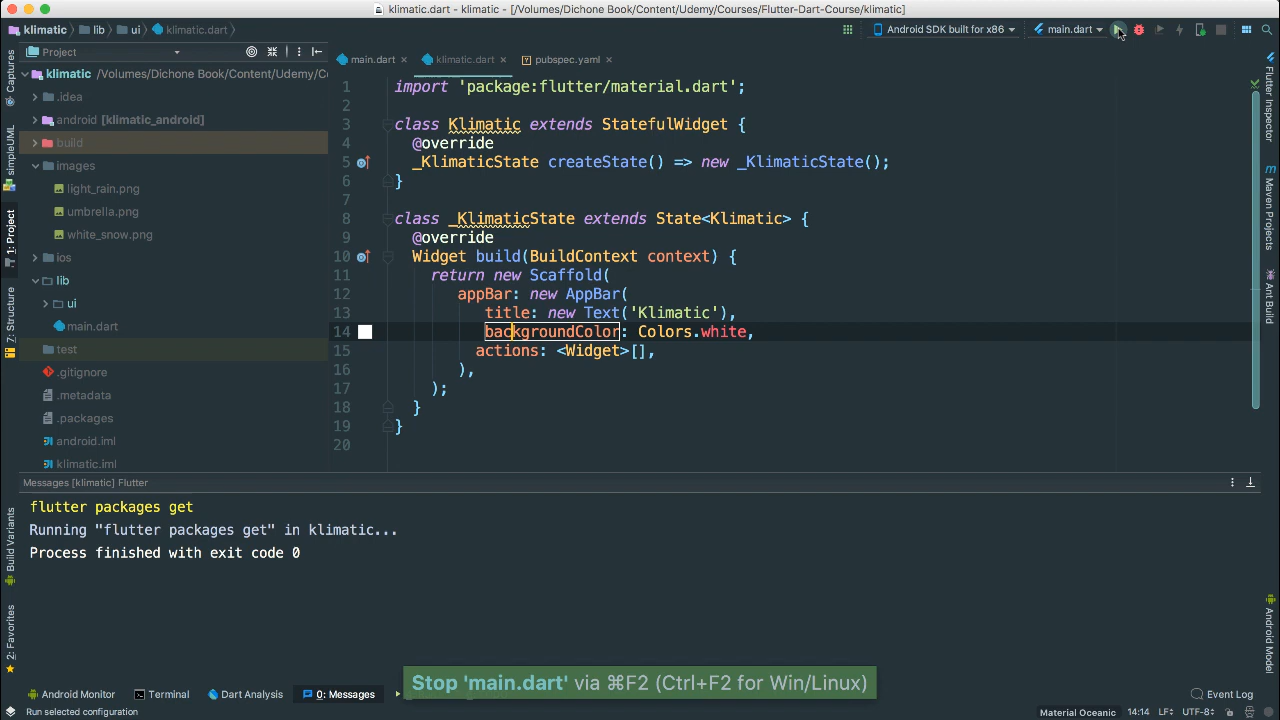 klimatic.dart - klimatic - [/Volumes/Dichone Book/Content/Udemy/Courses/Flutter-Dart-Course/klimatic]
klimatic lib ui klimatic.dart
Android SDK built for x86 main.dart
Project
main.dart × klimatic.dart × pubspec.yaml ×
klimatic /Volumes/Dichone Book/Content/Udemy/C
.idea
android [klimatic_android]
build
images
light_rain.png
umbrella.png
white_snow.png
ios
lib
ui
main.dart
test
.gitignore
.metadata
.packages
android.iml
klimatic.iml
1 import 'package:flutter/material.dart';
2
3 class Klimatic extends StatefulWidget {
4 @override
5 _KlimaticState createState() => new _KlimaticState();
6 }
7
8 class _KlimaticState extends State<Klimatic> {
9 @override
10 Widget build(BuildContext context) {
11 return new Scaffold(
12 appBar: new AppBar(
13 title: new Text('Klimatic'),
14 backgroundColor: Colors.white,
15 actions: <Widget>[],
16 ),
17 );
18 }
19 }
20
Captures
simpleUML
1: Project
Z: Structure
Build Variants
2: Favorites
Flutter Inspector
Maven Projects
Ant Build
Android Model
Messages [klimatic] Flutter
flutter packages get
Running "flutter packages get" in klimatic...
Process finished with exit code 0
Stop 'main.dart' via ⌘F2 (Ctrl+F2 for Win/Linux)
Android Monitor Terminal Dart Analysis 0: Messages
Event Log
Run selected configuration
Material Oceanic 14:14 LF÷ UTF-8÷